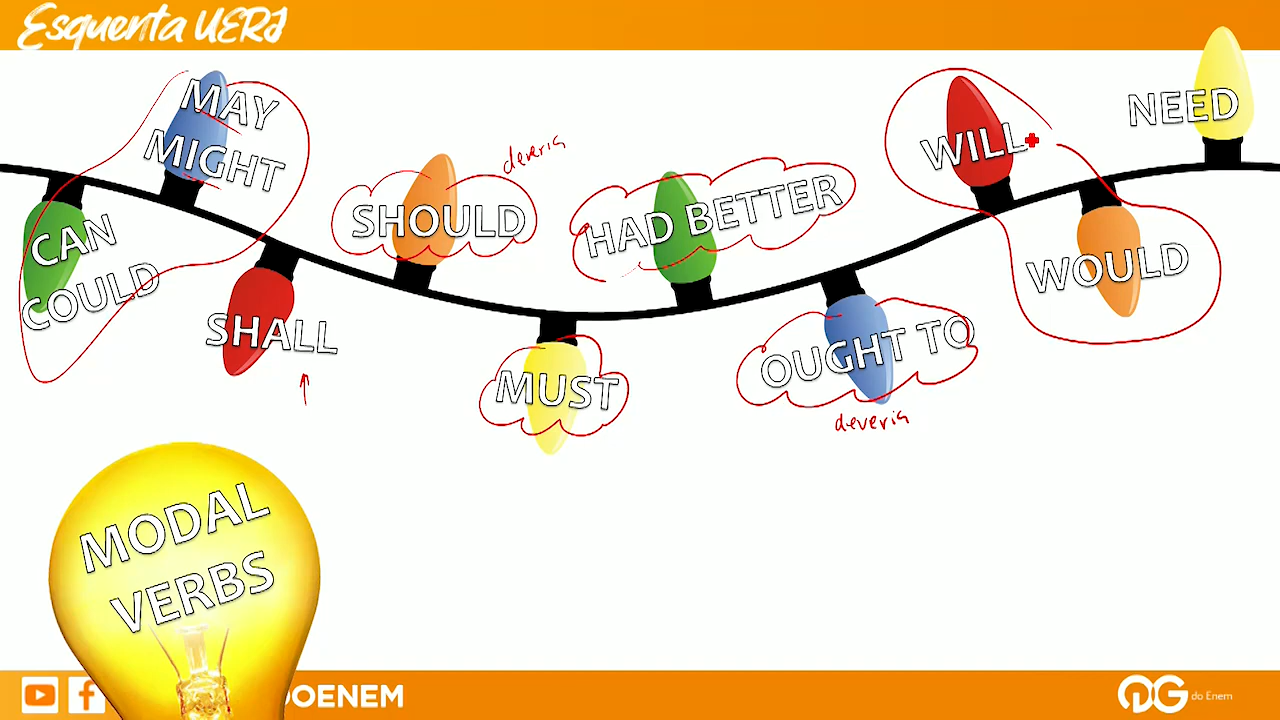 Esquenta UERJ
MAY
MIGHT
CAN
COULD
SHALL
SHOULD
deveria
MUST
HAD BETTER
OUGHT TO
deveria
WILL
WOULD
NEED
MODAL
VERBS
DOENEM
DG do Enem